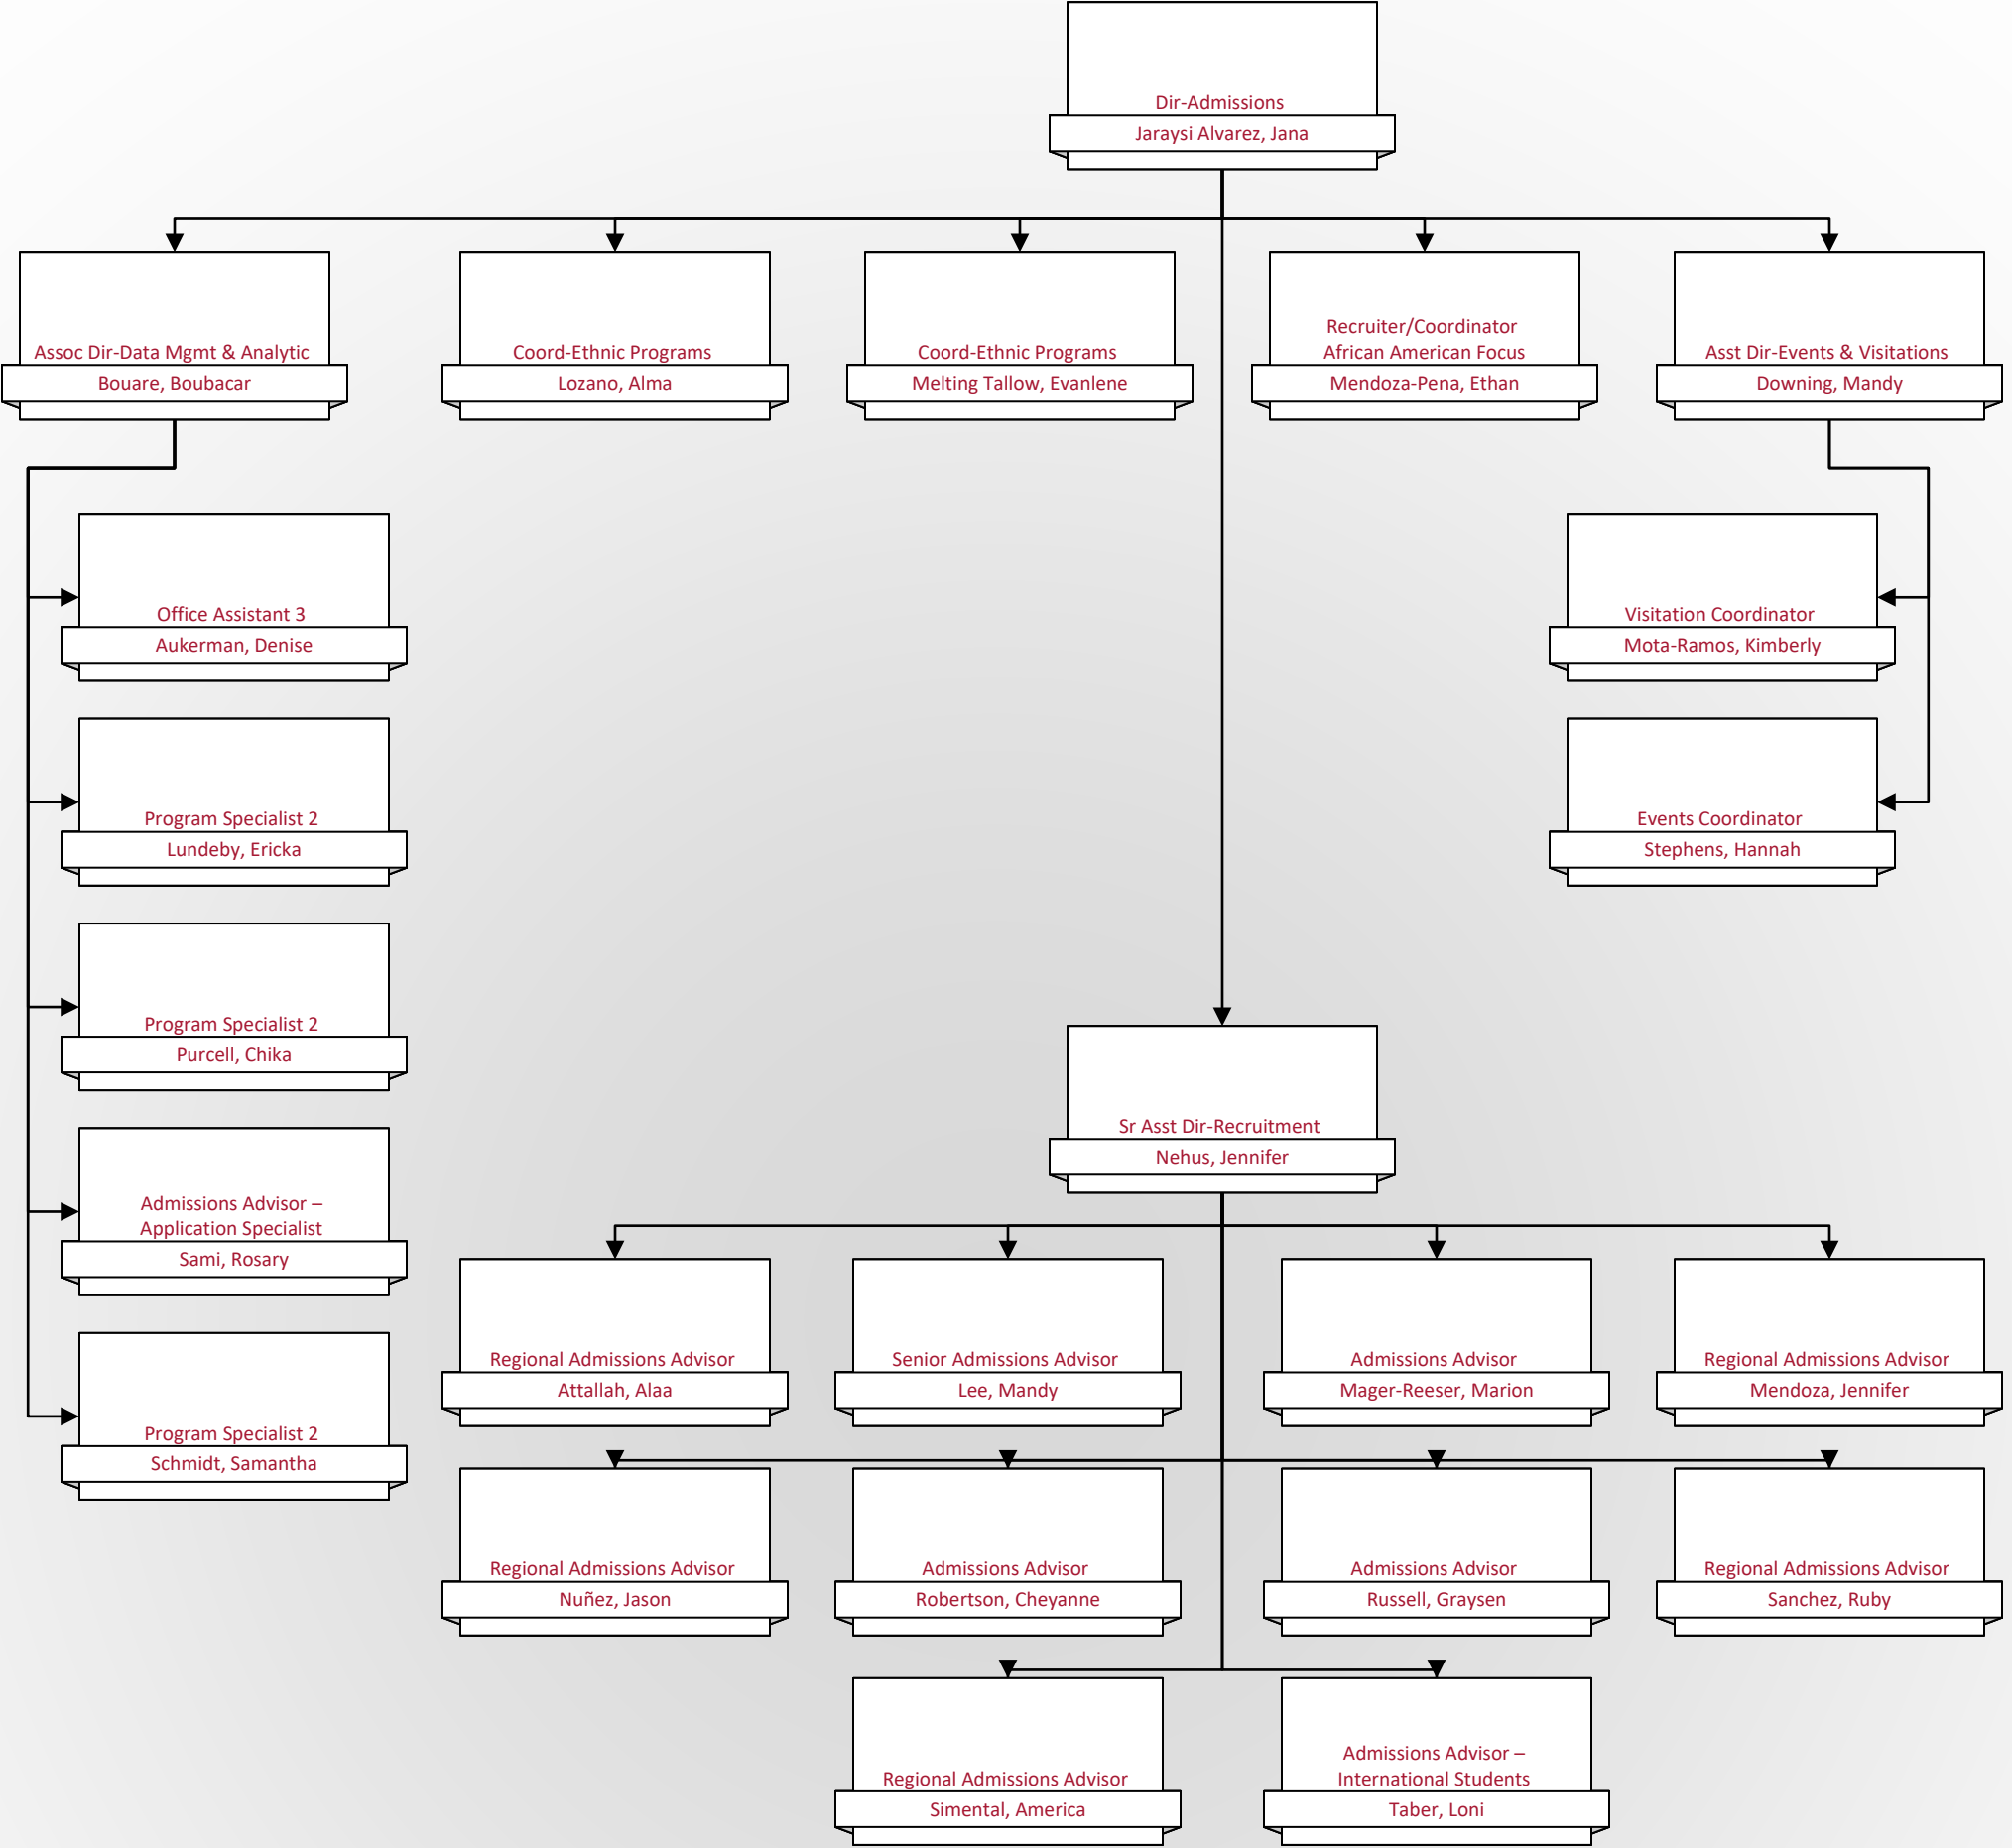 Dir-Admissions
Jaraysi Alvarez, Jana
Assoc Dir-Data Mgmt & Analytic
Bouare, Boubacar
Coord-Ethnic Programs
Lozano, Alma
Coord-Ethnic Programs
Melting Tallow, Evanlene
Recruiter/Coordinator
African American Focus
Mendoza-Pena, Ethan
Asst Dir-Events & Visitations
Downing, Mandy
Office Assistant 3
Aukerman, Denise
Visitation Coordinator
Mota-Ramos, Kimberly
Program Specialist 2
Lundeby, Ericka
Events Coordinator
Stephens, Hannah
Program Specialist 2
Purcell, Chika
Sr Asst Dir-Recruitment
Nehus, Jennifer
Admissions Advisor –
Application Specialist
Sami, Rosary
Regional Admissions Advisor
Attallah, Alaa
Senior Admissions Advisor
Lee, Mandy
Admissions Advisor
Mager-Reeser, Marion
Regional Admissions Advisor
Mendoza, Jennifer
Program Specialist 2
Schmidt, Samantha
Regional Admissions Advisor
Nuñez, Jason
Admissions Advisor
Robertson, Cheyanne
Admissions Advisor
Russell, Graysen
Regional Admissions Advisor
Sanchez, Ruby
Regional Admissions Advisor
Simental, America
Admissions Advisor –
International Students
Taber, Loni